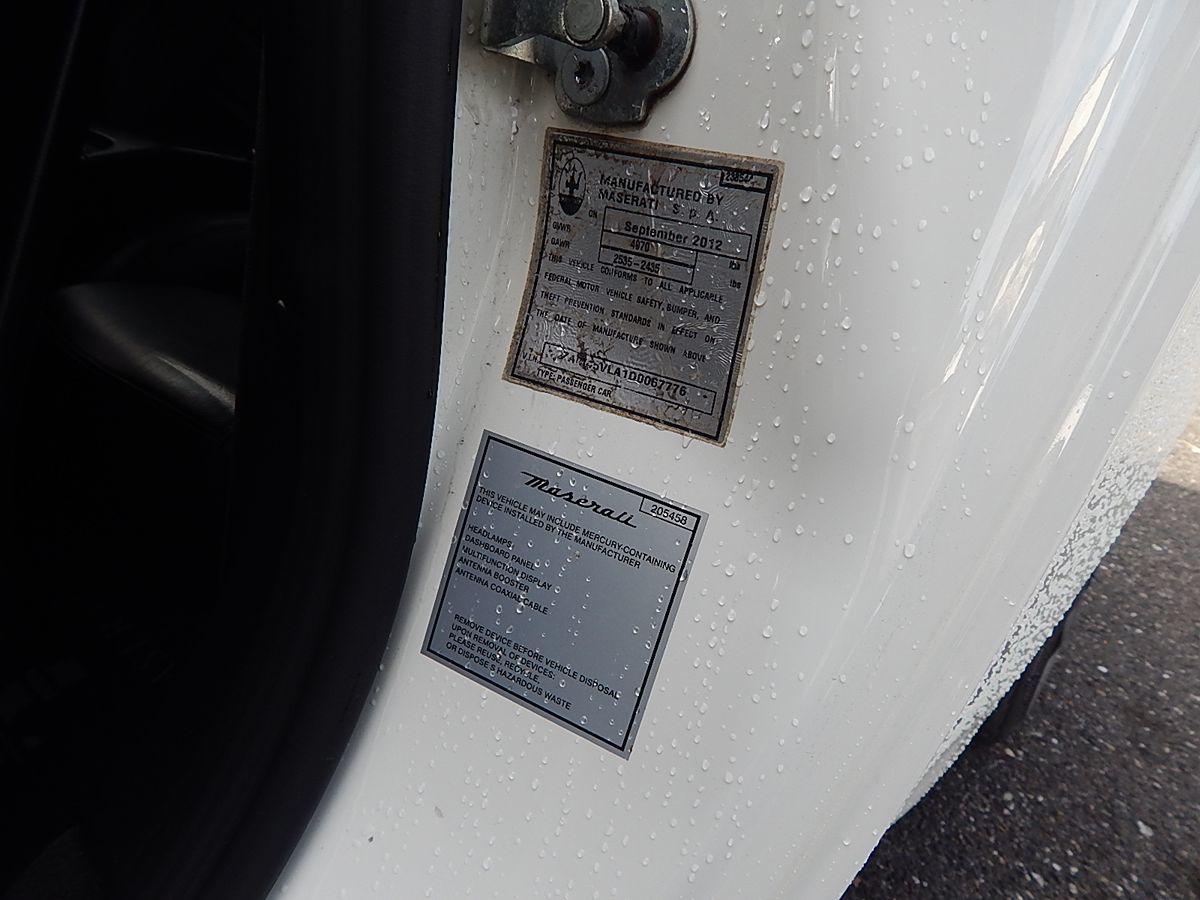 MANUFACTURED BY
MASERATI S.p.A.
ON September 2012
GVWR 4970 lbs
GAWR 2535-2435 lbs
THIS VEHICLE CONFORMS TO ALL APPLICABLE
FEDERAL MOTOR VEHICLE SAFETY, BUMPER, AND
THEFT PREVENTION STANDARDS IN EFFECT ON
THE DATE OF MANUFACTURE SHOWN ABOVE
VIN:
TYPE: PASSENGER CAR
Maserati
205458
THIS VEHICLE MAY INCLUDE MERCURY-CONTAINING
DEVICE INSTALLED BY THE MANUFACTURER
HEADLAMPS;
DASHBOARD PANEL
MULTIFUNCTION DISPLAY
ANTENNA BOOSTER
ANTENNA COAXIAL CABLE
REMOVE DEVICE BEFORE VEHICLE DISPOSAL
UPON REMOVAL OF DEVICES:
PLEASE REUSE, RECYCLE,
OR DISPOSE S HAZARDOUS WASTE